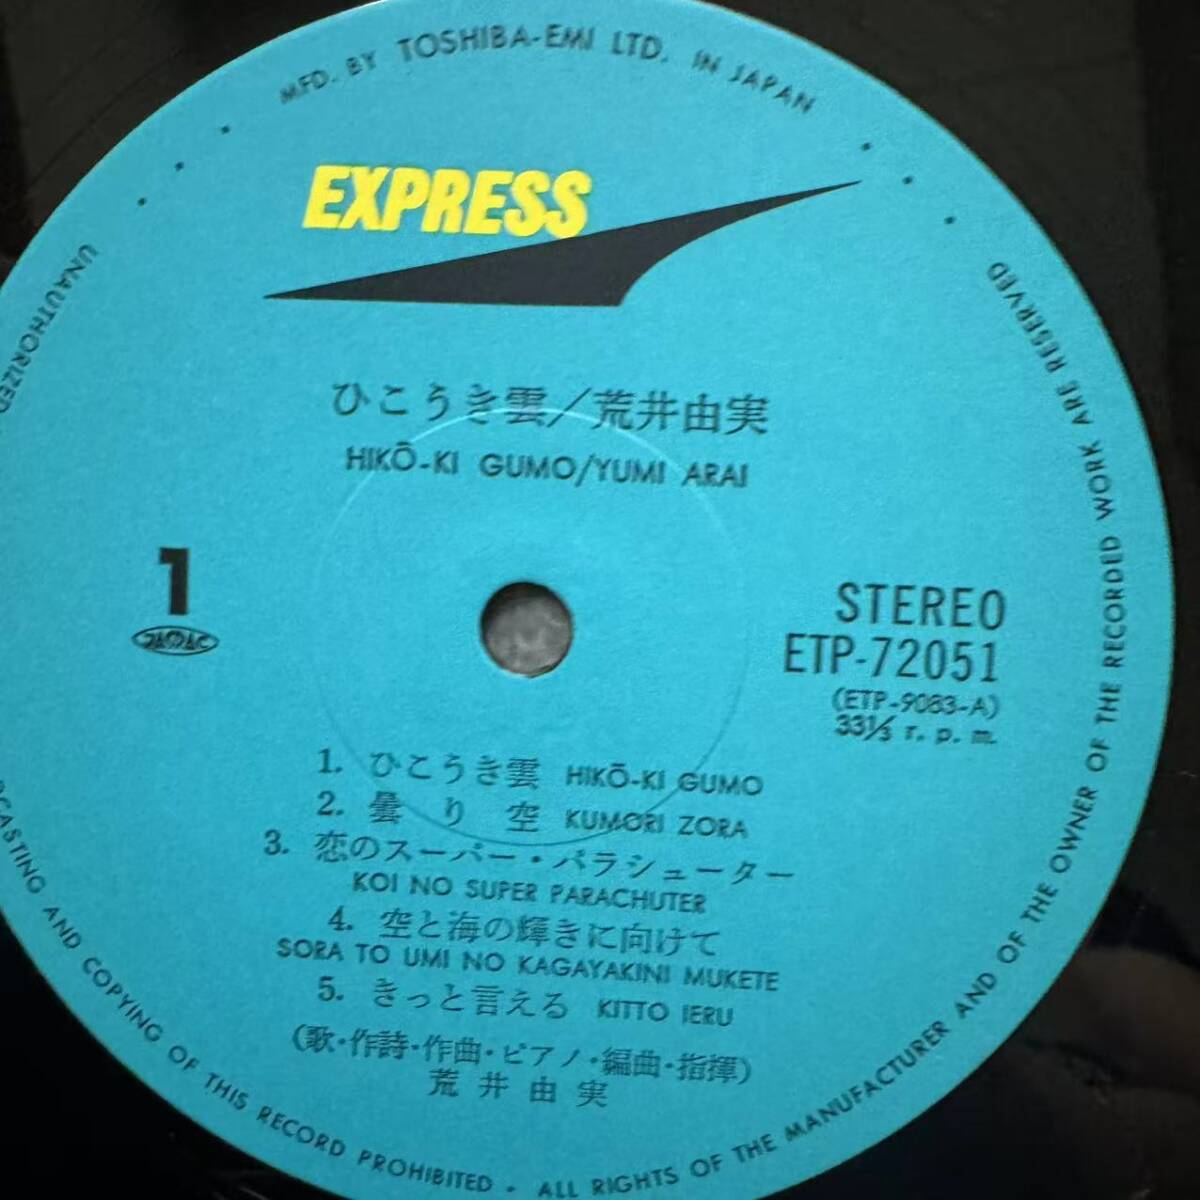 MFD. BY TOSHIBA-EMI LTD. IN JAPAN
EXPRESS
ひこうき雲/荒井由実
HIKŌ-KI GUMO/YUMI ARAI
1
JASRAC
STEREO
ETP-72051
(ETP-9083-A)
33⅓ r.p.m.
1. ひこうき雲 HIKŌ-KI GUMO
2. 曇り空 KUMORI ZORA
3. 恋のスーパー・パラシューター
KOI NO SUPER PARACHUTER
4. 空と海の輝きに向けて
SORA TO UMI NO KAGAYAKINI MUKETE
5. きっと言える KITTO IERU
(歌・作詩・作曲・ピアノ・編曲・指揮)
荒井由実
UNAUTHORIZED
CASTING AND COPYING OF THIS RECORD PROHIBITED · ALL RIGHTS OF THE MANUFACTURER AND OF THE OWNER OF THE RECORDED WORK ARE RESERVED